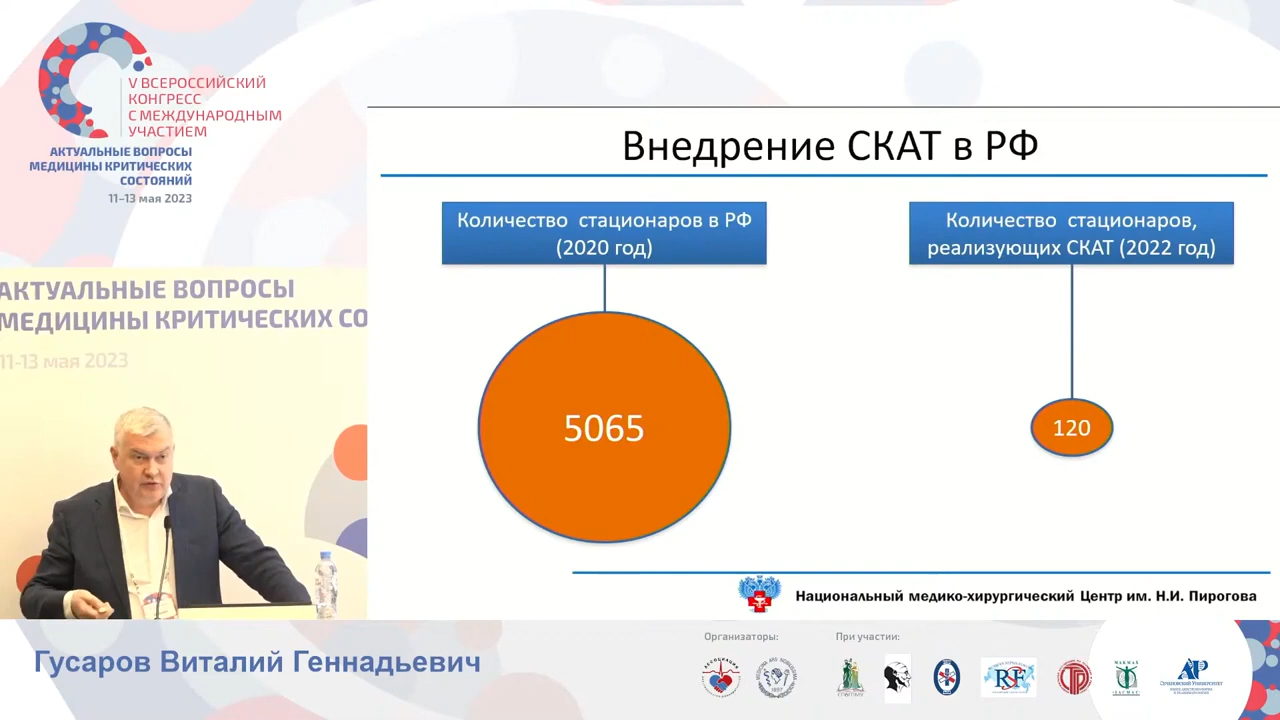 V ВСЕРОССИЙСКИЙ
КОНГРЕСС
С МЕЖДУНАРОДНЫМ
УЧАСТИЕМ
АКТУАЛЬНЫЕ ВОПРОСЫ
МЕДИЦИНЫ КРИТИЧЕСКИХ
СОСТОЯНИЙ
11–13 мая 2023
АКТУАЛЬНЫЕ ВОПРОСЫ
МЕДИЦИНЫ КРИТИЧЕСКИХ СО
11-13 мая 2023
Внедрение СКАТ в РФ
Количество стационаров в РФ
(2020 год)
5065
Количество стационаров,
реализующих СКАТ (2022 год)
120
Национальный медико-хирургический Центр им. Н.И. Пирогова
Гусаров Виталий Геннадьевич
Организаторы:
При участии: